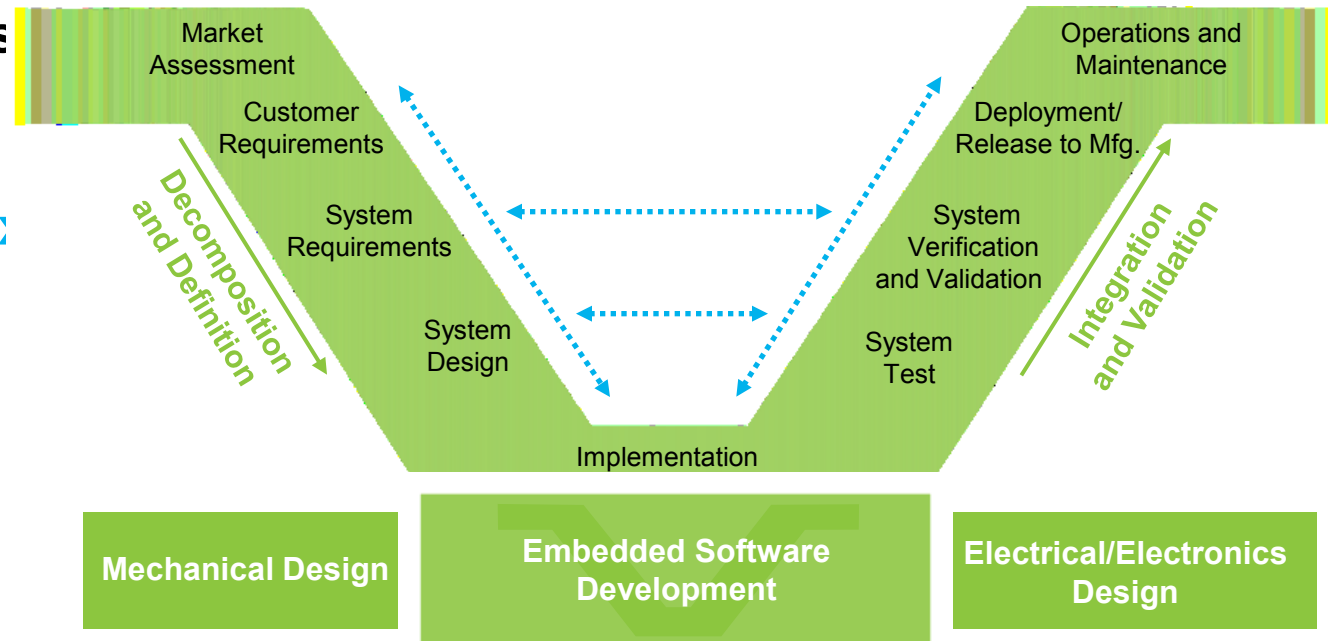 Market
Assessment
Customer
Requirements
System
Requirements
System
Design
Decomposition
and Definition
Implementation
Operations and
Maintenance
Deployment/
Release to Mfg.
System
Verification
and Validation
System
Test
Integration
and Validation
Mechanical Design
Embedded Software
Development
Electrical/Electronics
Design